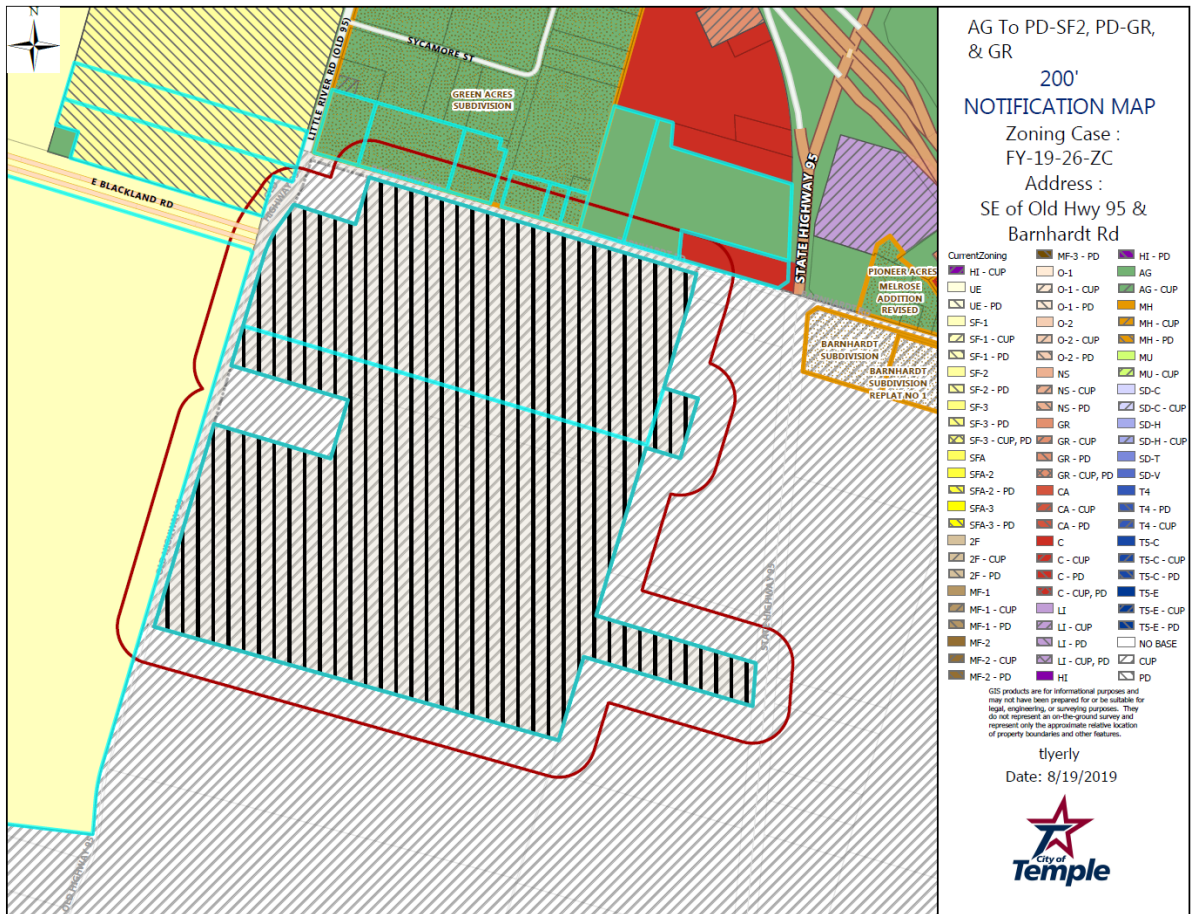 N
SYCAMORE ST
LITTLE RIVER RD (OLD 95)
GREEN ACRES
SUBDIVISION
STATE HIGHWAY 95
E BLACKLAND RD
HIGHWAY
PIONEER ACRES
MELROSE
ADDITION
REVISED
BARNHARDT
SUBDIVISION
BARNHARDT
SUBDIVISION
REPLAT NO 1
OLD HIGHWAY 95
STATE HIGHWAY 95
OLD HIGHWAY 95
AG To PD-SF2, PD-GR,
& GR
200'
NOTIFICATION MAP
Zoning Case :
FY-19-26-ZC
Address :
SE of Old Hwy 95 &
Barnhardt Rd
CurrentZoning
HI - CUP
UE
UE - PD
SF-1
SF-1 - CUP
SF-1 - PD
SF-2
SF-2 - PD
SF-3
SF-3 - PD
SF-3 - CUP, PD
SFA
SFA-2
SFA-2 - PD
SFA-3
SFA-3 - PD
2F
2F - CUP
2F - PD
MF-1
MF-1 - CUP
MF-1 - PD
MF-2
MF-2 - CUP
MF-2 - PD
MF-3 - PD
O-1
O-1 - CUP
O-1 - PD
O-2
O-2 - CUP
O-2 - PD
NS
NS - CUP
NS - PD
GR
GR - CUP
GR - PD
GR - CUP, PD
CA
CA - CUP
CA - PD
C
C - CUP
C - PD
C - CUP, PD
LI
LI - CUP
LI - PD
LI - CUP, PD
HI
HI - PD
AG
AG - CUP
MH
MH - CUP
MH - PD
MU
MU - CUP
SD-C
SD-C - CUP
SD-H
SD-H - CUP
SD-T
SD-V
T4
T4 - PD
T4 - CUP
T5-C
T5-C - CUP
T5-C - PD
T5-E
T5-E - CUP
T5-E - PD
NO BASE
CUP
PD
GIS products are for informational purposes and
may not have been prepared for or be suitable for
legal, engineering, or surveying purposes. They
do not represent an on-the-ground survey and
represent only the approximate relative location
of property boundaries and other features.
tlyerly
Date: 8/19/2019
City of
Temple